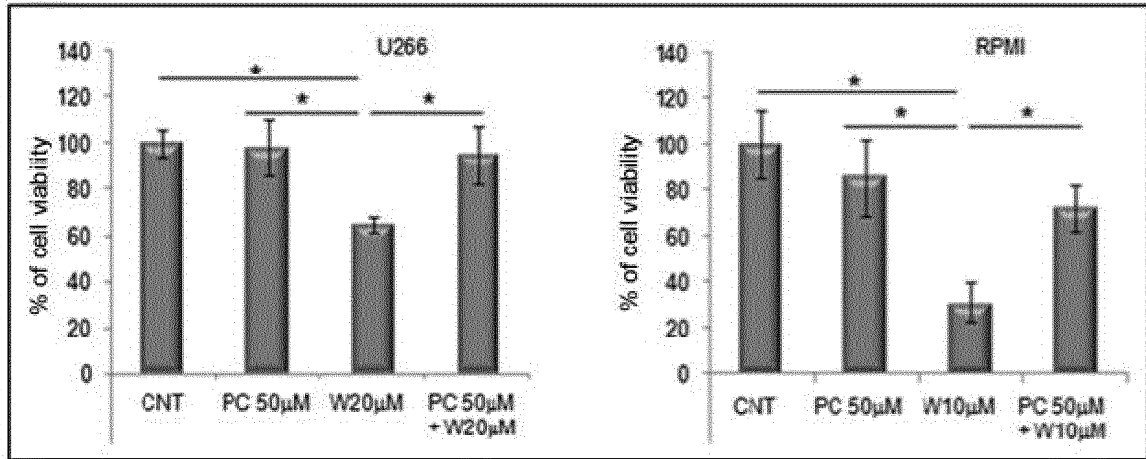 U266
% of cell viability
140
120
100
80
60
40
20
0
*
*
*
CNT
PC 50µM
W20µM
PC 50µM
+ W20µM
RPMI
% of cell viability
140
120
100
80
60
40
20
0
*
*
*
CNT
PC 50µM
W10µM
PC 50µM
+ W10µM